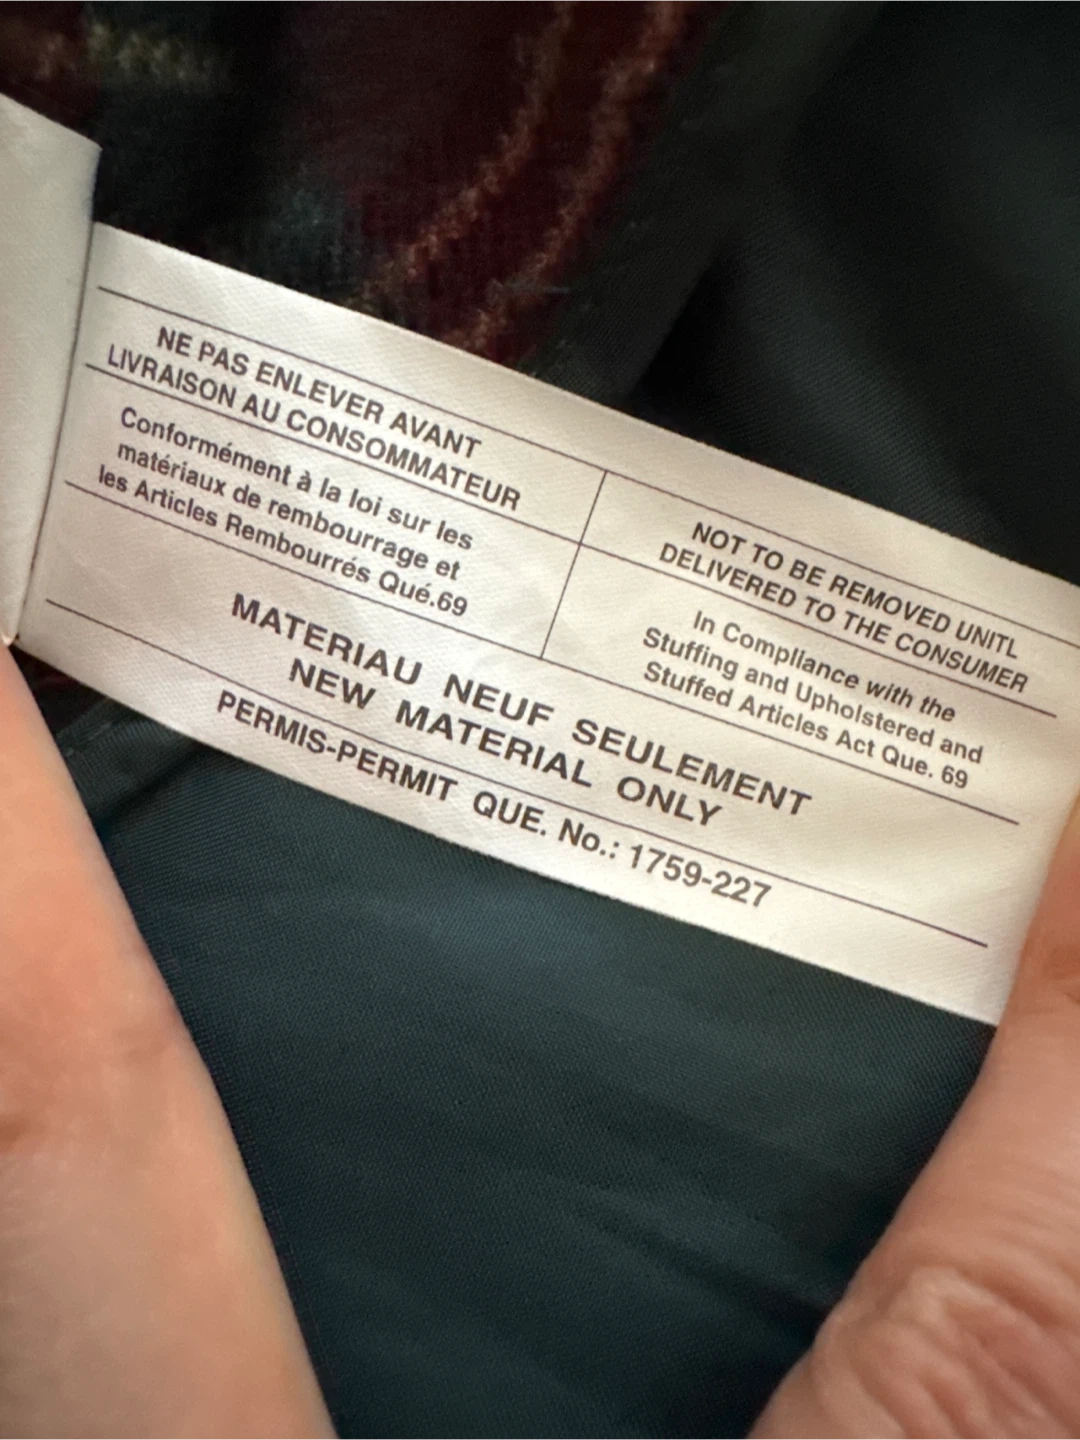 NE PAS ENLEVER AVANT
LIVRAISON AU CONSOMMATEUR
Conformément à la loi sur les
matériaux de rembourrage et
les Articles Rembourrés Qué.69
NOT TO BE REMOVED UNITL
DELIVERED TO THE CONSUMER
In Compliance with the
Stuffing and Upholstered and
Stuffed Articles Act Que. 69
MATERIAU NEUF SEULEMENT
NEW MATERIAL ONLY
PERMIS-PERMIT QUE. No.: 1759-227